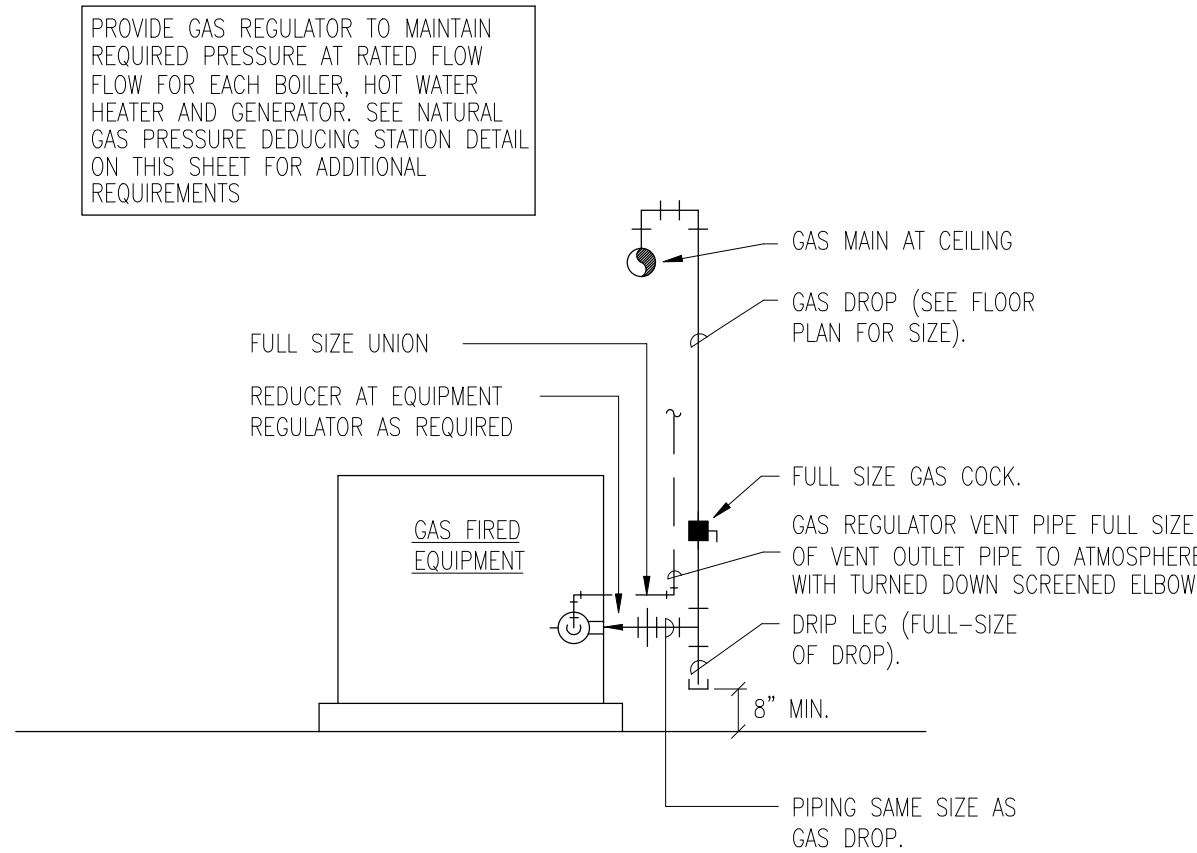 PROVIDE GAS REGULATOR TO MAINTAIN
REQUIRED PRESSURE AT RATED FLOW
FLOW FOR EACH BOILER, HOT WATER
HEATER AND GENERATOR. SEE NATURAL
GAS PRESSURE DEDUCING STATION DETAIL
ON THIS SHEET FOR ADDITIONAL
REQUIREMENTS
GAS MAIN AT CEILING
GAS DROP (SEE FLOOR
PLAN FOR SIZE).
FULL SIZE UNION
REDUCER AT EQUIPMENT
REGULATOR AS REQUIRED
FULL SIZE GAS COCK.
GAS FIRED
EQUIPMENT
GAS REGULATOR VENT PIPE FULL SIZE
OF VENT OUTLET PIPE TO ATMOSPHERE
WITH TURNED DOWN SCREENED ELBOW
DRIP LEG (FULL-SIZE
OF DROP).
8" MIN.
PIPING SAME SIZE AS
GAS DROP.